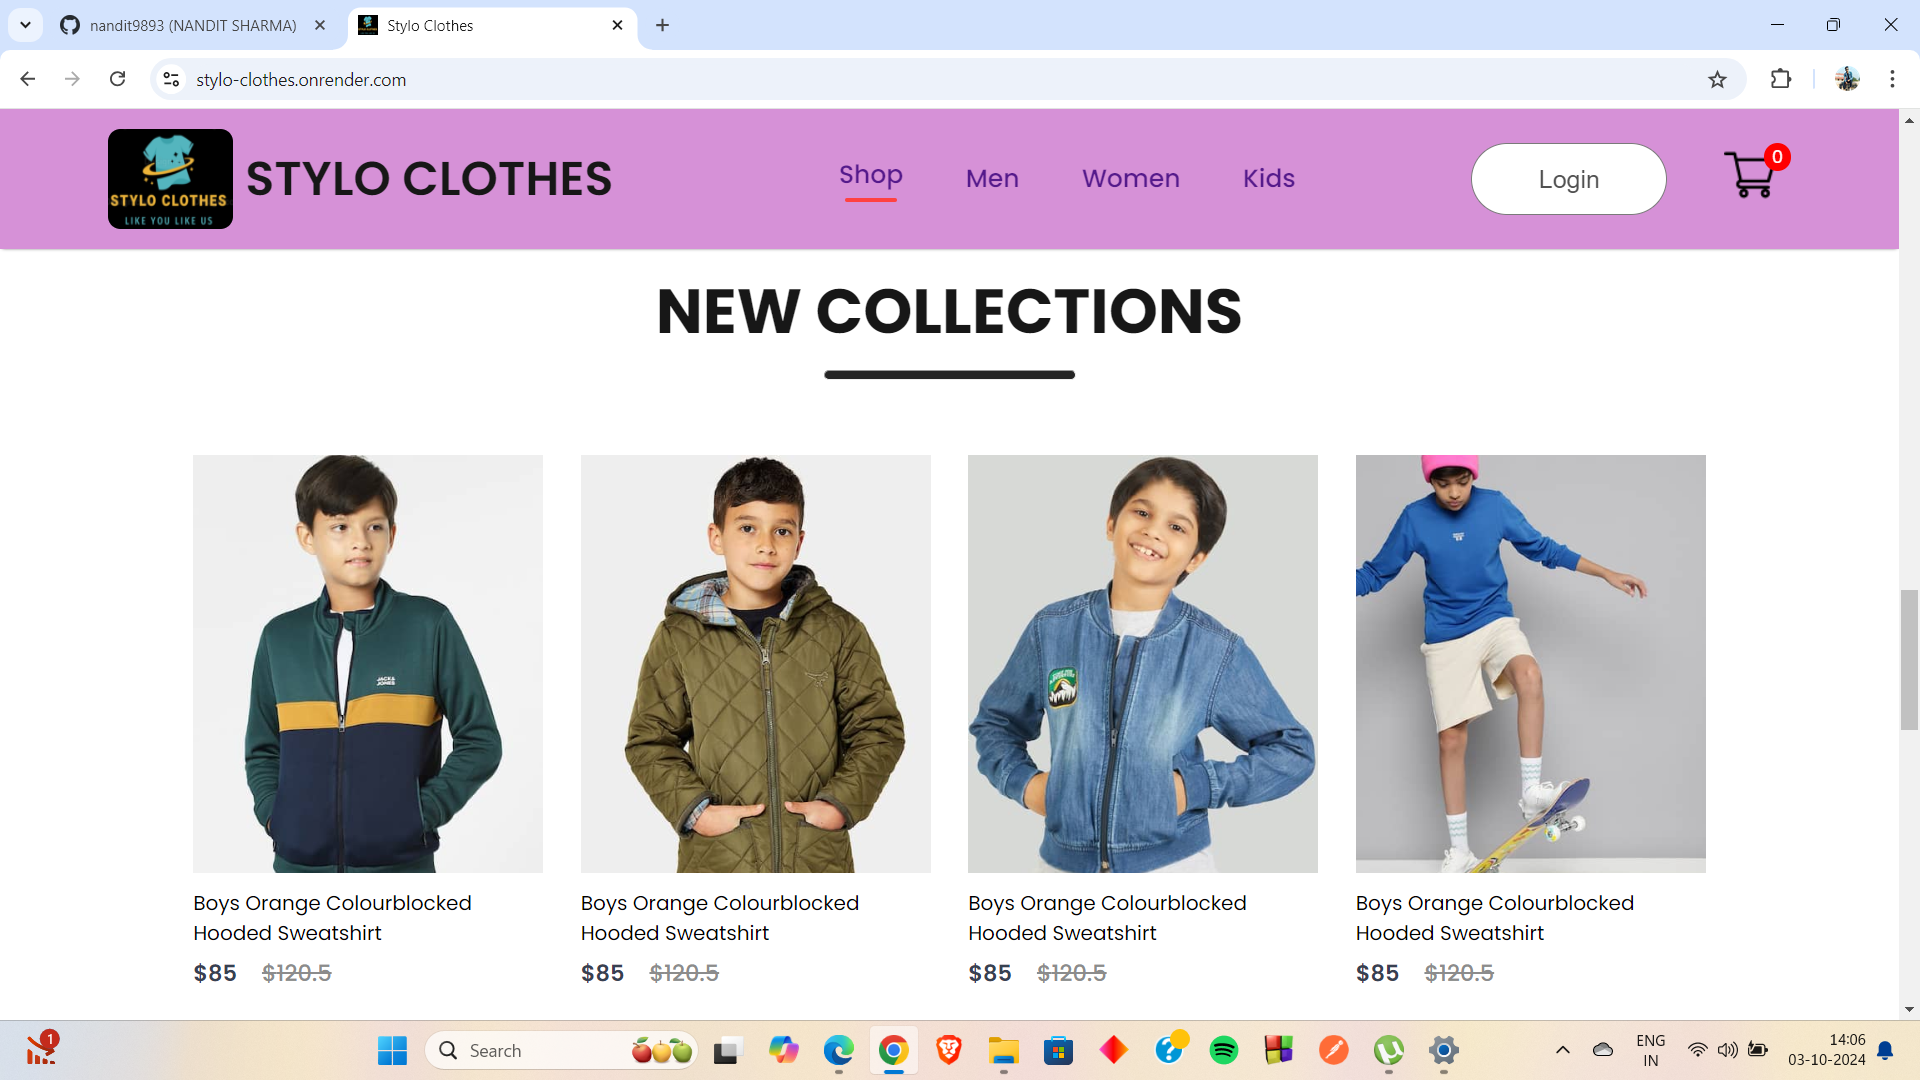 nandit9893 (NANDIT SHARMA)
Stylo Clothes
stylo-clothes.onrender.com
STYLO CLOTHES
LIKE YOU LIKE US
STYLO CLOTHES
Shop
Men
Women
Kids
Login
0
NEW COLLECTIONS
JACK&
JONES
Boys Orange Colourblocked
Hooded Sweatshirt
$85 $120.5
Boys Orange Colourblocked
Hooded Sweatshirt
$85 $120.5
Boys Orange Colourblocked
Hooded Sweatshirt
$85 $120.5
Boys Orange Colourblocked
Hooded Sweatshirt
$85 $120.5
1
Search
ENG
IN
14:06
03-10-2024